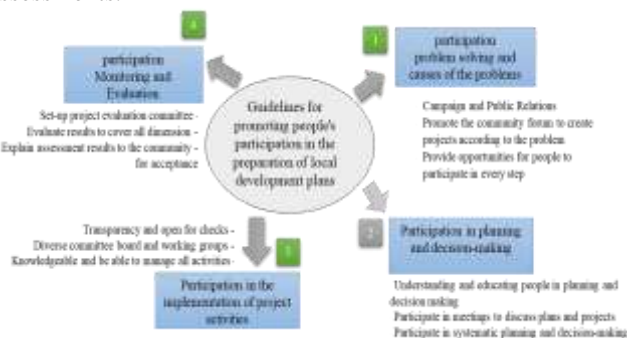 4
participation
Monitoring and
Evaluation
Set-up project evaluation committee -
Evaluate results to cover all dimension -
Explain assessment results to the community -
for acceptance
1
participation
problem solving and
causes of the problems
Campaign and Public Relations
Promote the community forum to create
projects according to the problem
Provide opportunities for people to
participate in every step
Guidelines for
promoting people's
participation in the
preparation of local
development plans
2
Participation in planning
and decision-making
Understanding and educating people in planning and
decision making
Participate in meetings to discuss plans and projects
Participate in systematic planning and decision-making
Transparency and open for checks -
Diverse committee board and working groups -
Knowledgeable and be able to manage all activities -
3
Participation in the
implementation of project
activities